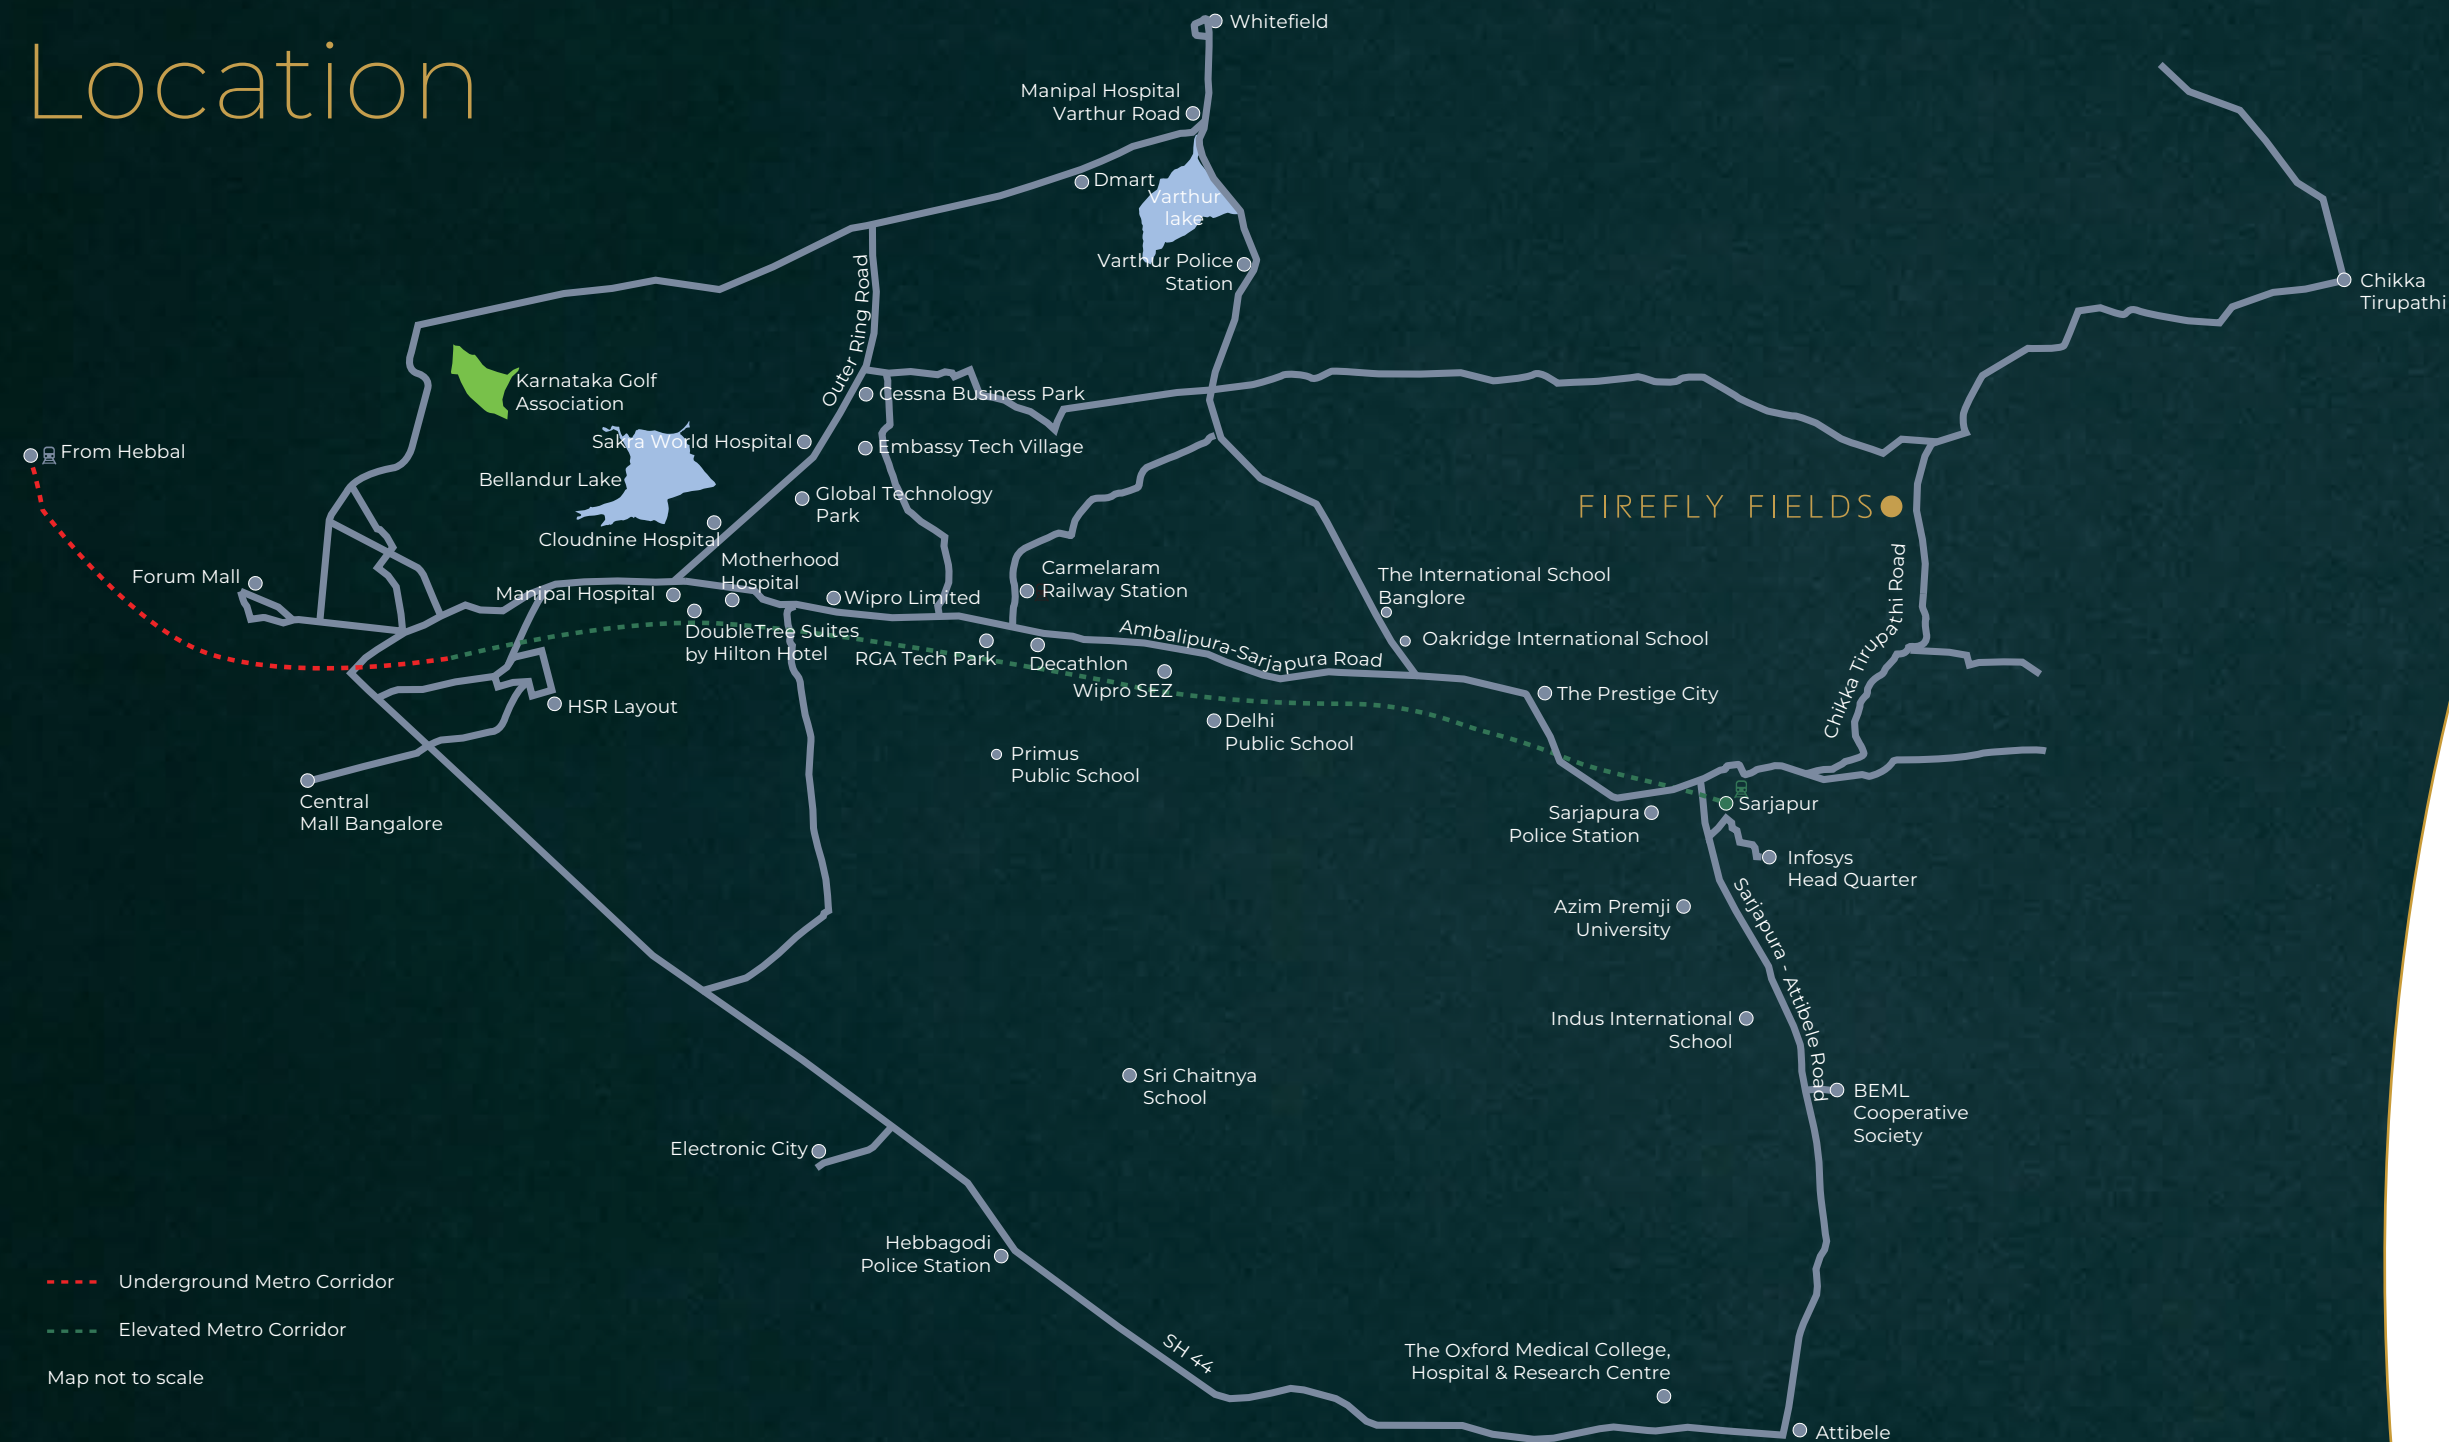 Location
Whitefield
Manipal Hospital
Varthur Road
Dmart
Varthur
lake
Varthur Police
Station
Chikka
Tirupathi
Outer Ring Road
Karnataka Golf
Association
Cessna Business Park
Sakra World Hospital
Embassy Tech Village
From Hebbal
Bellandur Lake
Global Technology
Park
FIREFLY FIELDS
Cloudnine Hospital
Motherhood
Hospital
Forum Mall
Manipal Hospital
Wipro Limited
Carmelaram
Railway Station
The International School
Banglore
Chikka Tirupathi Road
DoubleTree Suites
by Hilton Hotel
RGA Tech Park
Decathlon
Ambalipura-Sarjapura Road
Oakridge International School
Wipro SEZ
HSR Layout
The Prestige City
Delhi
Public School
Primus
Public School
Central
Mall Bangalore
Sarjapura
Police Station
Sarjapur
Infosys
Head Quarter
Azim Premji
University
Sarjapura - Attibele Road
Indus International
School
Sri Chaitnya
School
BEML
Cooperative
Society
Electronic City
Hebbagodi
Police Station
Underground Metro Corridor
Elevated Metro Corridor
Map not to scale
SH 44
The Oxford Medical College,
Hospital & Research Centre
Attibele